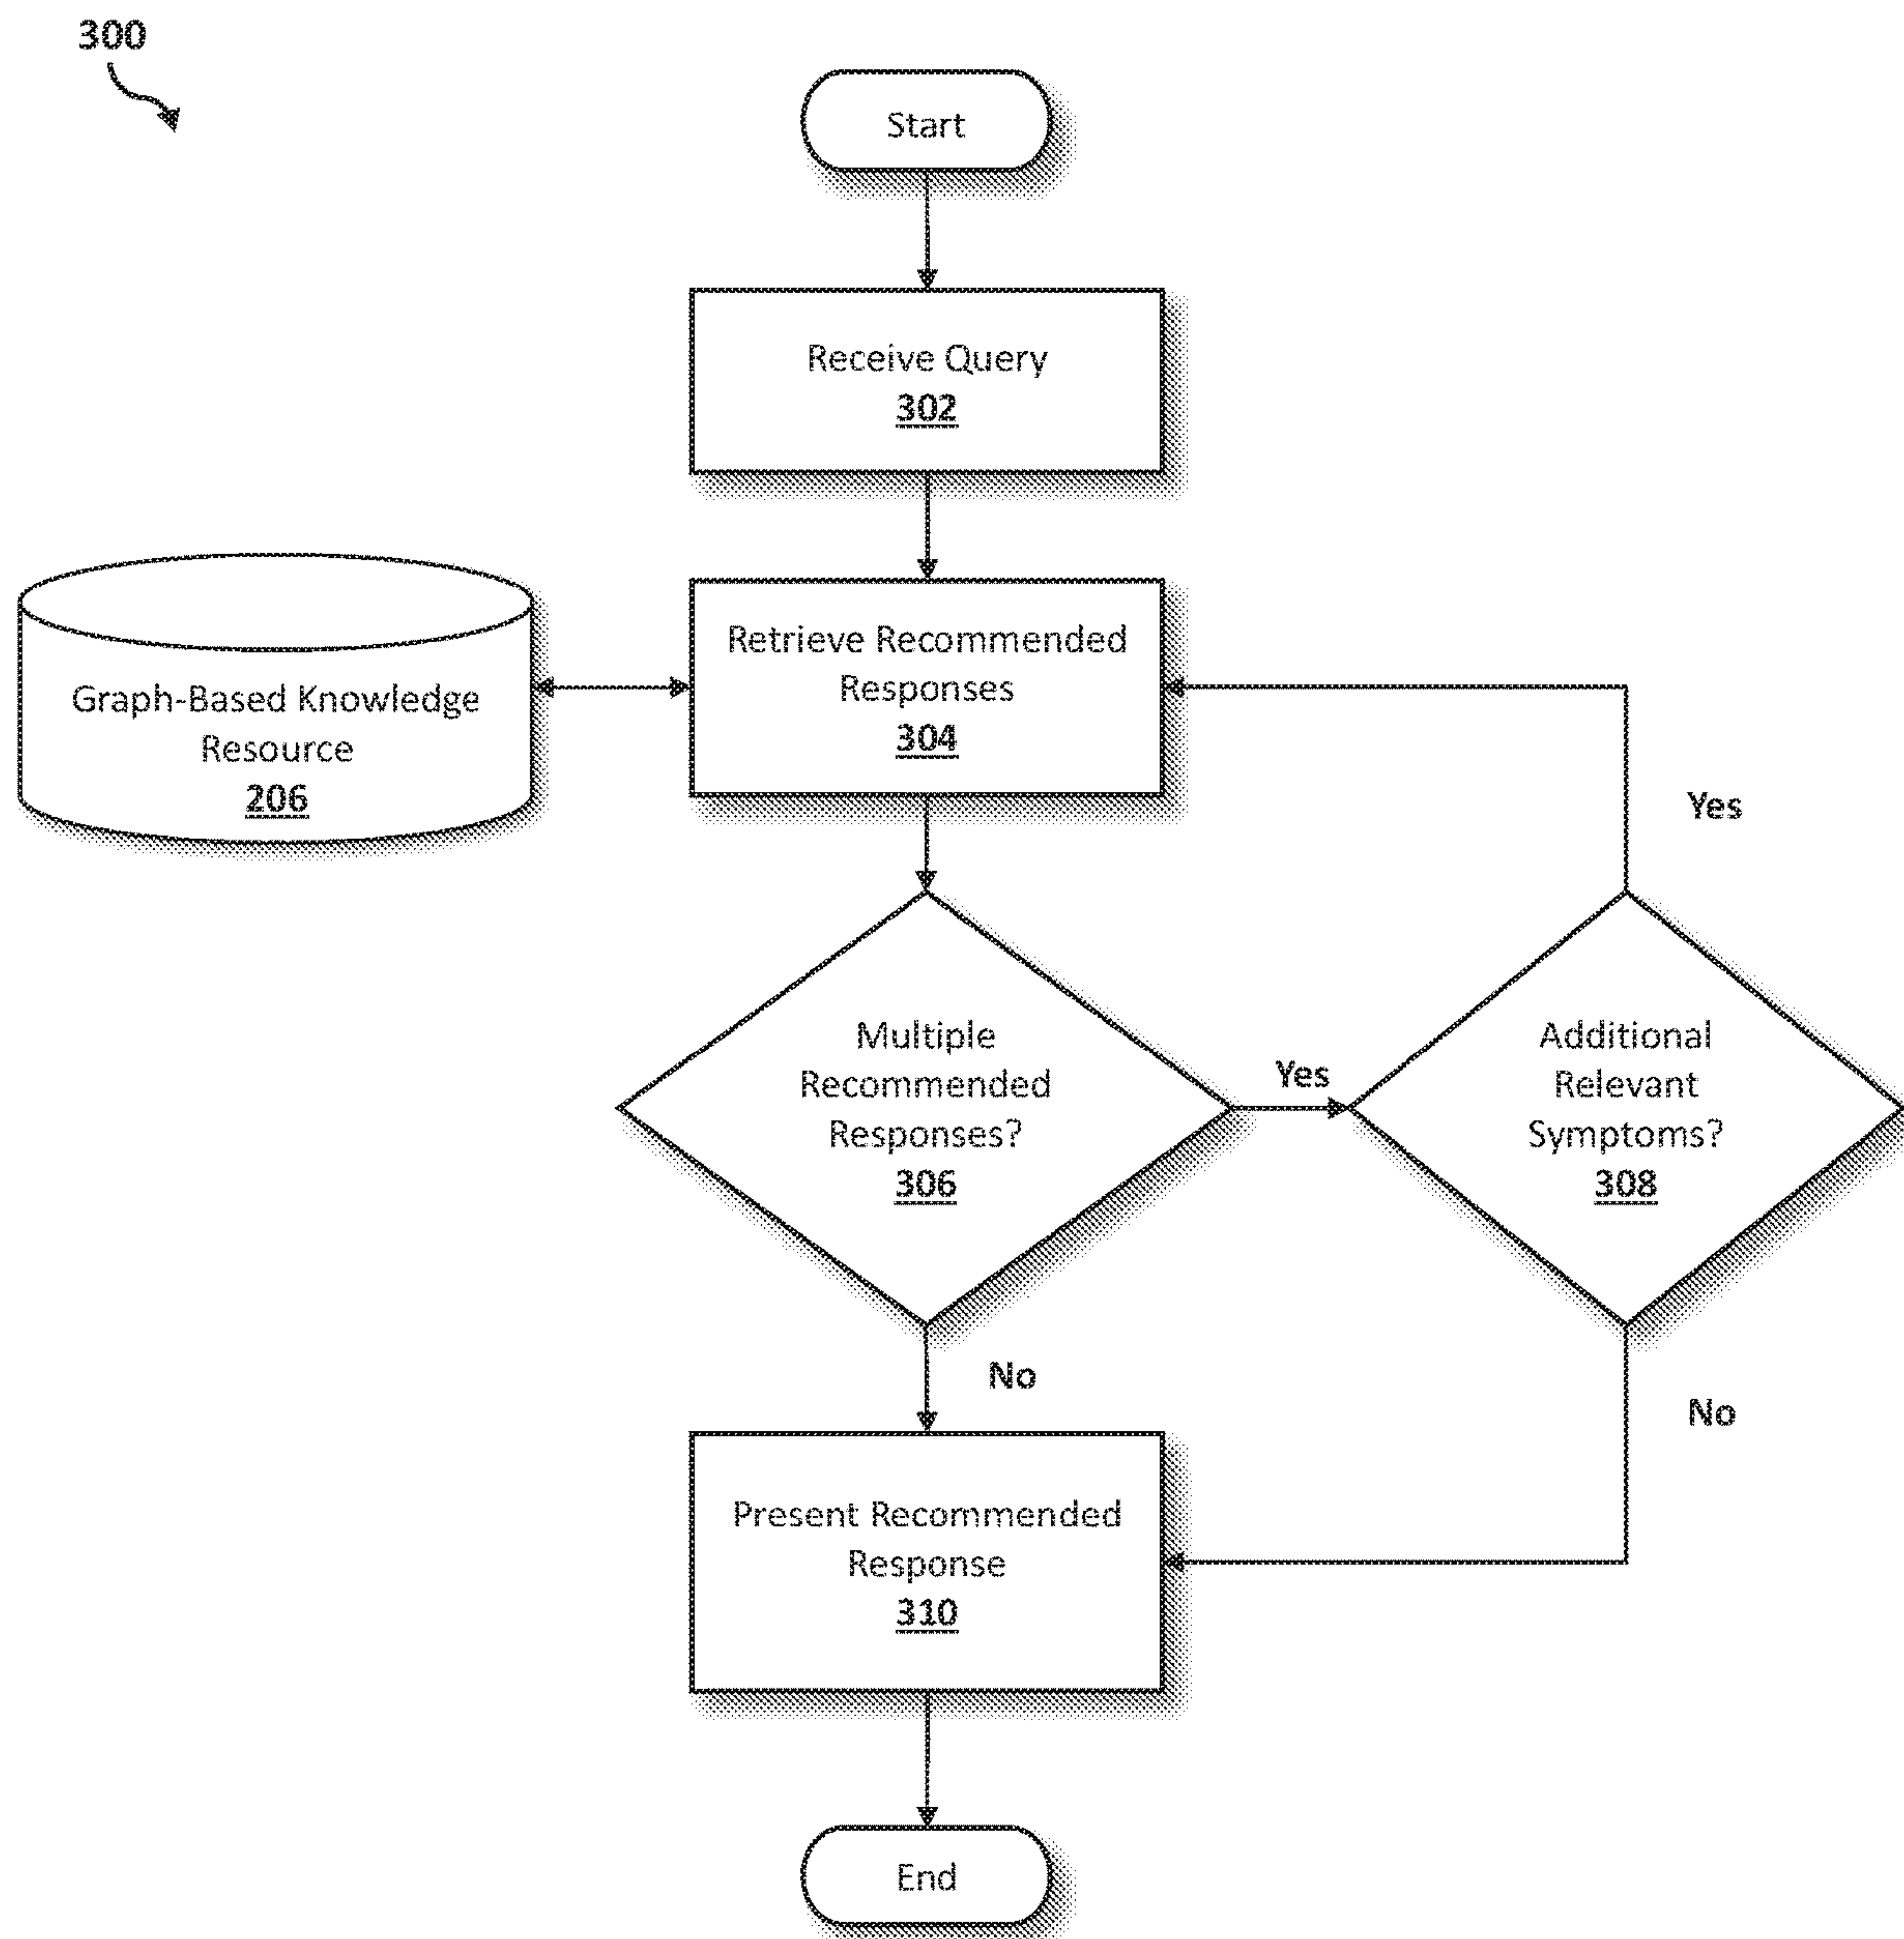 300
Start
Receive Query
302
Graph-Based Knowledge
Resource
206
Retrieve Recommended
Responses
304
Yes
Multiple
Recommended
Responses?
306
Yes
Additional
Relevant
Symptoms?
308
No
No
Present Recommended
Response
310
End